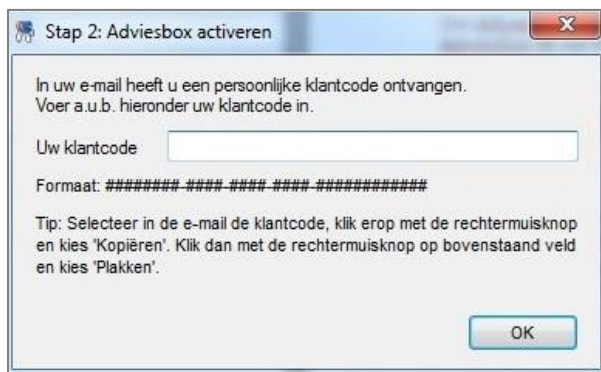 Stap 2: Adviesbox activeren
In uw e-mail heeft u een persoonlijke klantcode ontvangen.
Voer a.u.b. hieronder uw klantcode in.
Uw klantcode
Formaat: ########-####-####-####-############
Tip: Selecteer in de e-mail de klantcode, klik erop met de rechtermuisknop
en kies 'Kopiëren'. Klik dan met de rechtermuisknop op bovenstaand veld
en kies 'Plakken'.
OK